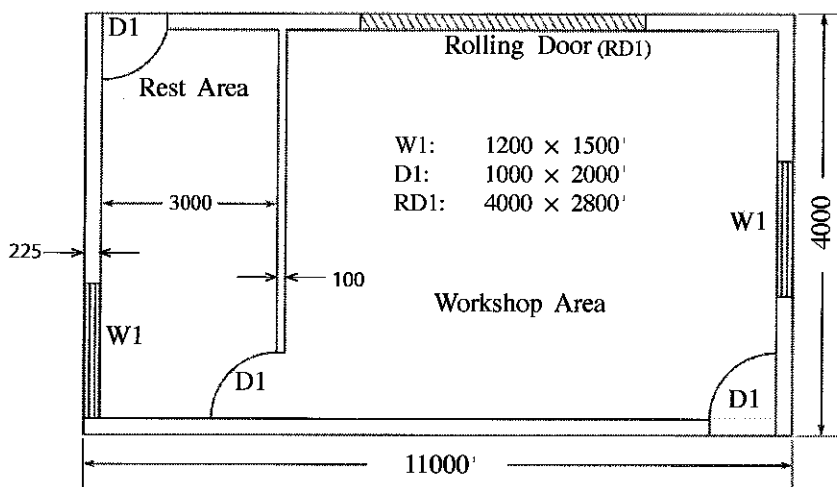 D1
Rolling Door (RD1)
Rest Area
W1: 1200 × 1500
D1: 1000 × 2000
RD1: 4000 × 2800
3000
W1
4000
225
100
Workshop Area
W1
D1
D1
11000